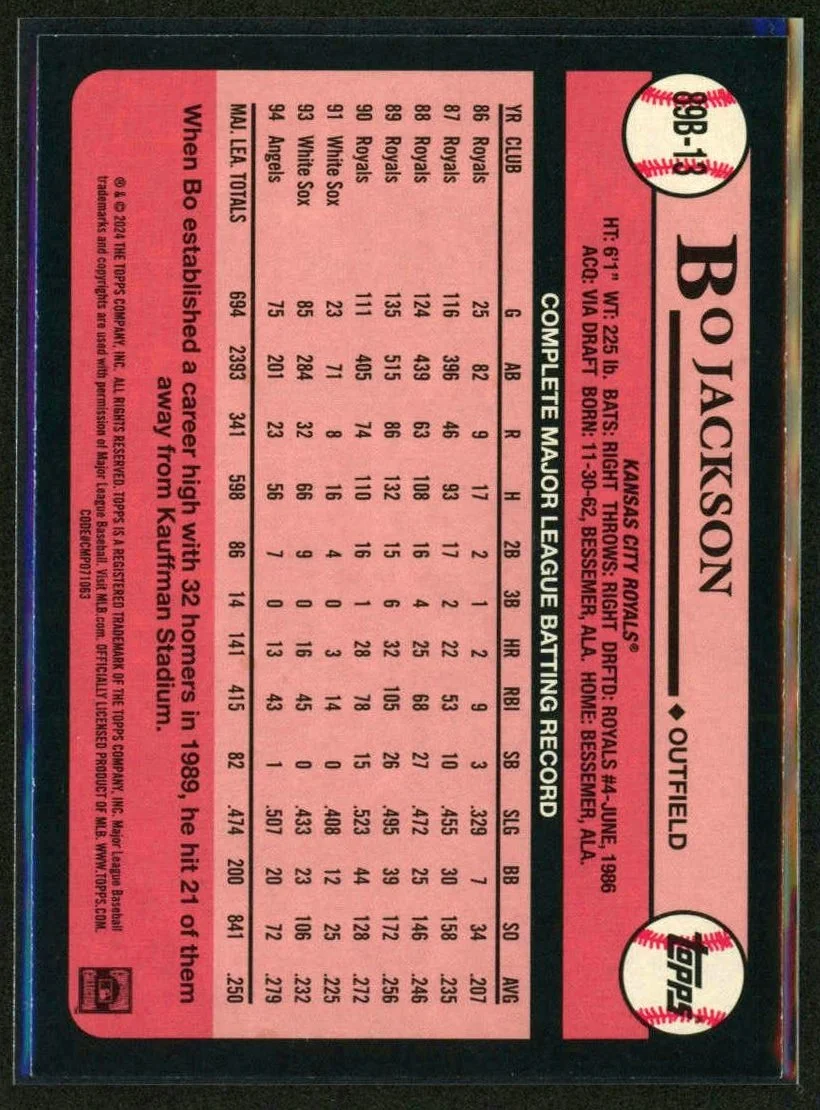 89B-13
BO JACKSON ◆ OUTFIELD
topps
KANSAS CITY ROYALS®
HT: 6'1" WT: 225 lb. BATS: RIGHT THROWS: RIGHT DRFTD: ROYALS #4-JUNE, 1986
ACQ: VIA DRAFT BORN: 11-30-62, BESSEMER, ALA. HOME: BESSEMER, ALA.
COMPLETE MAJOR LEAGUE BATTING RECORD
YR CLUB G AB R H 2B 3B HR RBI SB SLG BB SO AVG
86 Royals 25 82 9 17 2 1 2 9 3 .329 7 34 .207
87 Royals 116 396 46 93 17 2 22 53 10 .455 30 158 .235
88 Royals 124 439 63 108 16 4 25 68 27 .472 25 146 .246
89 Royals 135 515 86 132 15 6 32 105 26 .495 39 172 .256
90 Royals 111 405 74 110 16 1 28 78 15 .523 44 128 .272
91 White Sox 23 71 8 16 4 0 3 14 0 .408 12 25 .225
93 White Sox 85 284 32 66 9 0 16 45 0 .433 23 106 .232
94 Angels 75 201 23 56 7 0 13 43 1 .507 20 72 .279
MAJ. LEA. TOTALS 694 2393 341 598 86 14 141 415 82 .474 200 841 .250
When Bo established a career high with 32 homers in 1989, he hit 21 of them
away from Kauffman Stadium.
® & © 2024 THE TOPPS COMPANY, INC. ALL RIGHTS RESERVED. TOPPS IS A REGISTERED TRADEMARK OF THE TOPPS COMPANY, INC. Major League Baseball
trademarks and copyrights are used with permission of Major League Baseball. Visit MLB.com. OFFICIALLY LICENSED PRODUCT OF MLB. WWW.TOPPS.COM.
CODE#CMP071063